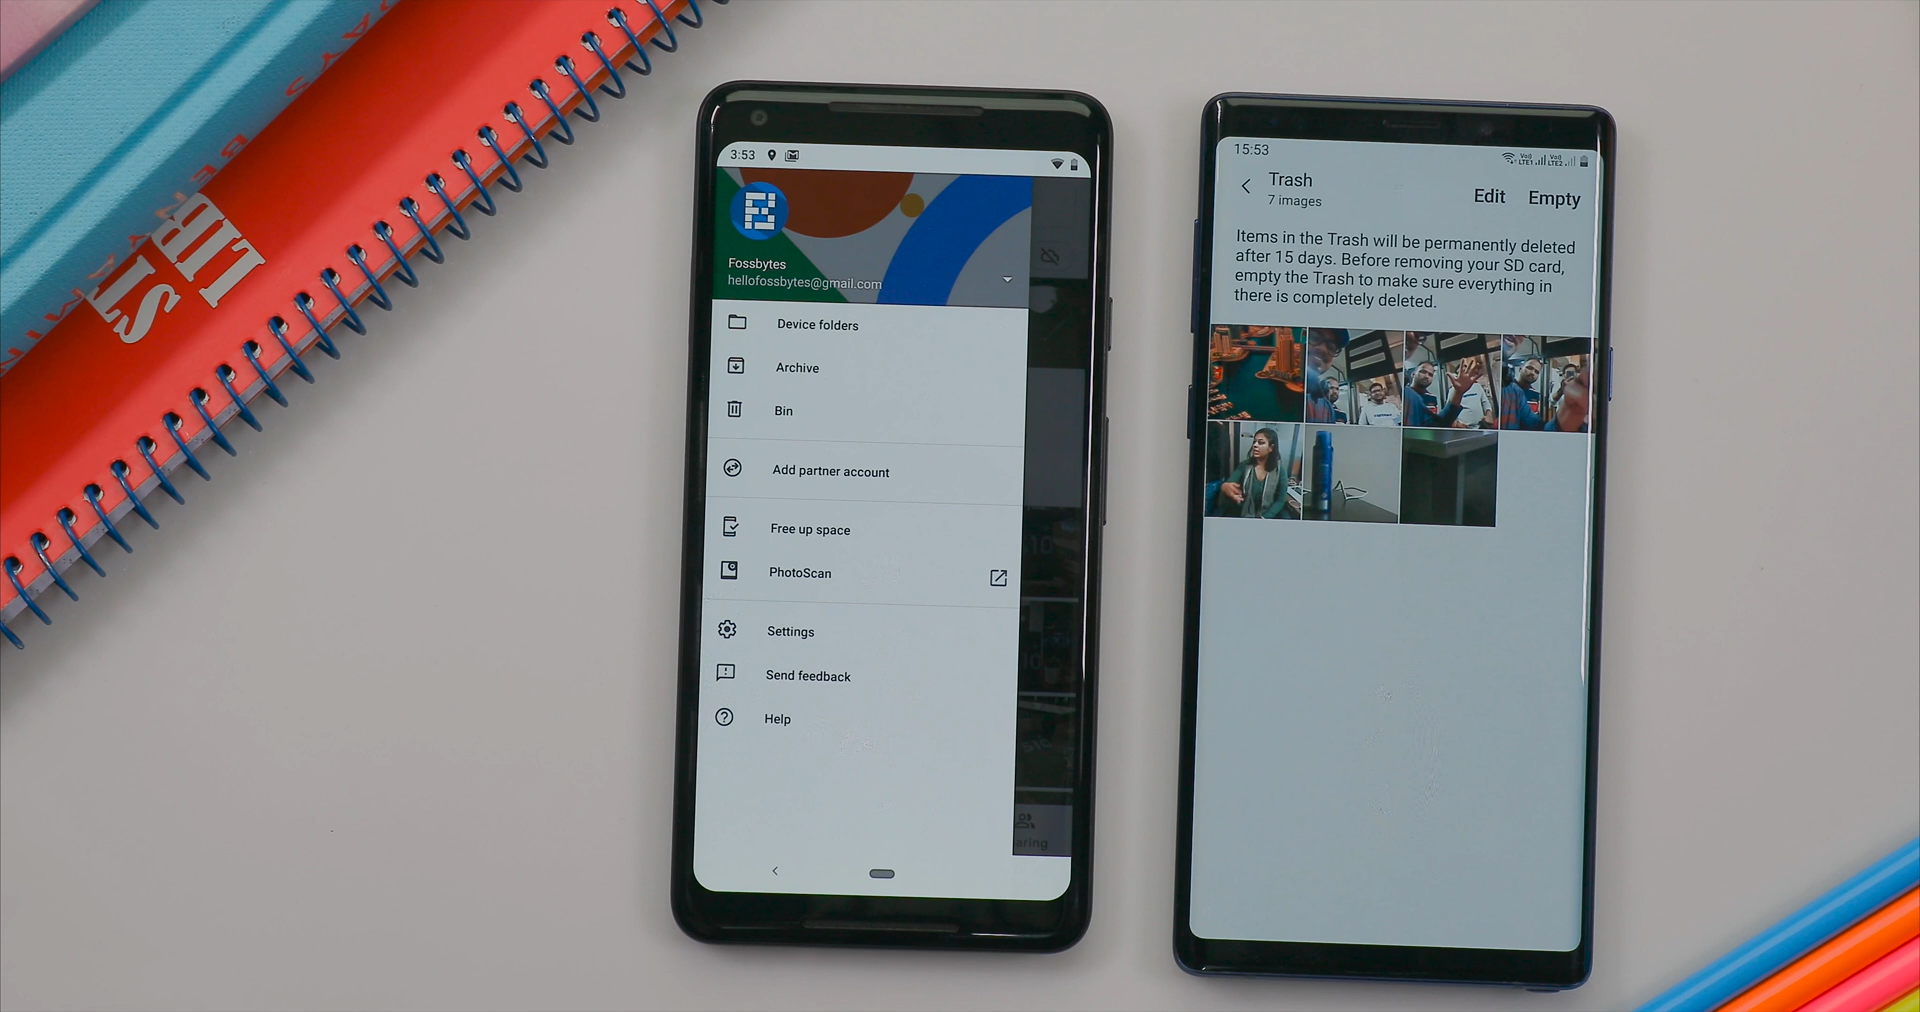 3:53
Fossbytes
hellofossbytes@gmail.com
Device folders
Archive
Bin
Add partner account
Free up space
PhotoScan
Settings
Send feedback
Help
aring
15:53
Trash
7 images
Edit
Empty
Items in the Trash will be permanently deleted
after 15 days. Before removing your SD card,
empty the Trash to make sure everything in
there is completely deleted.